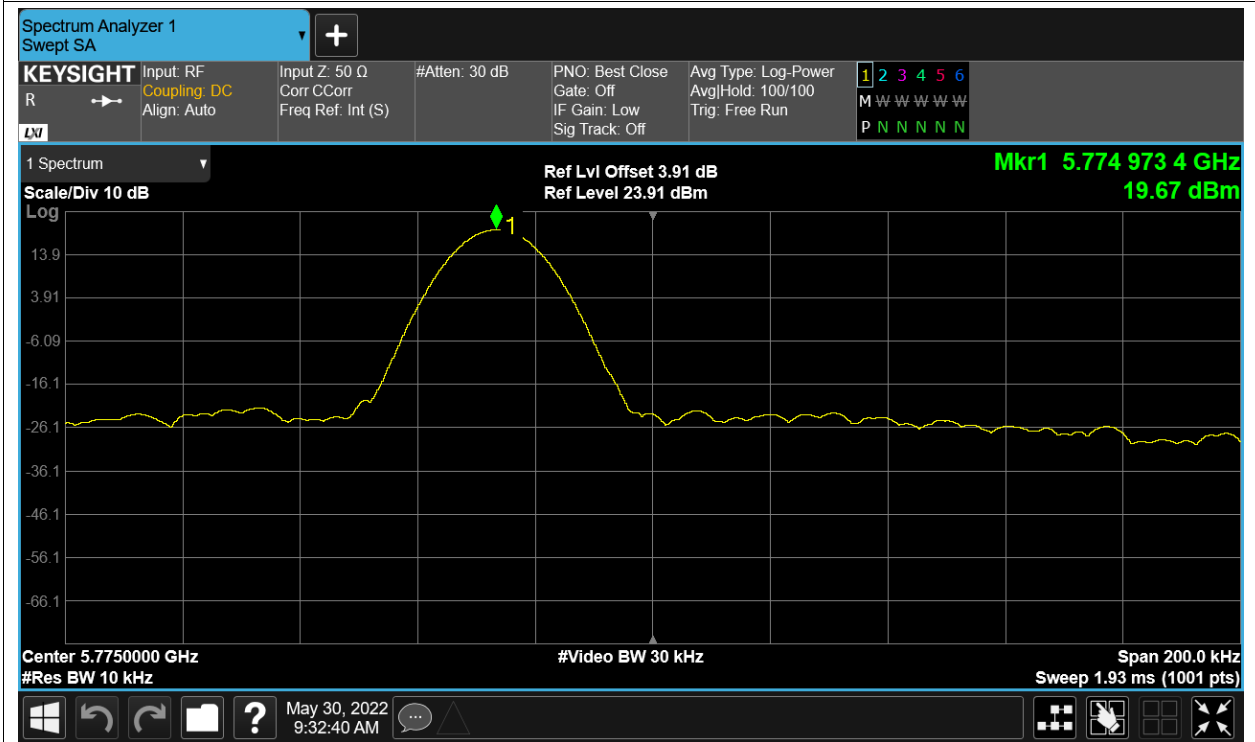 Spectrum Analyzer 1
Swept SA
+
KEYSIGHT
R
LXI
Input: RF
Coupling: DC
Align: Auto
Input Z: 50 Ω
Corr CCorr
Freq Ref: Int (S)
#Atten: 30 dB
PNO: Best Close
Gate: Off
IF Gain: Low
Sig Track: Off
Avg Type: Log-Power
Avg|Hold: 100/100
Trig: Free Run
1 2 3 4 5 6
M W W W W W
P N N N N N
1 Spectrum
Scale/Div 10 dB
Log
Ref Lvl Offset 3.91 dB
Ref Level 23.91 dBm
Mkr1 5.774 973 4 GHz
19.67 dBm
1
13.9
3.91
-6.09
-16.1
-26.1
-36.1
-46.1
-56.1
-66.1
Center 5.7750000 GHz
#Res BW 10 kHz
#Video BW 30 kHz
Span 200.0 kHz
Sweep 1.93 ms (1001 pts)
?
May 30, 2022
9:32:40 AM